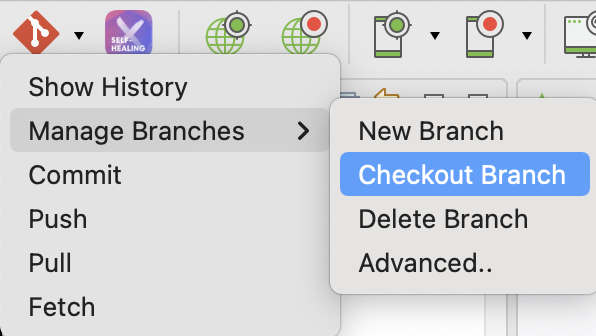 SELF-
HEALING
Show History
Manage Branches
Commit
Push
Pull
Fetch
New Branch
Checkout Branch
Delete Branch
Advanced..